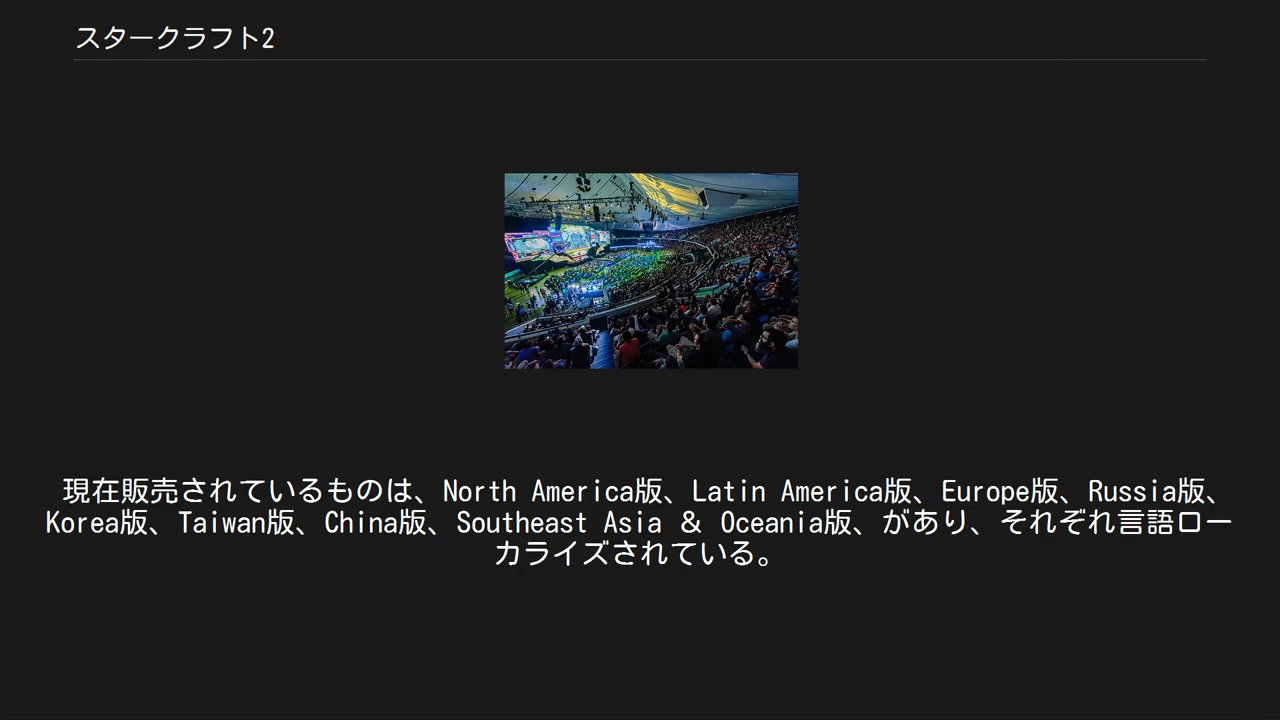 スタークラフト2
現在販売されているものは、North America版、Latin America版、Europe版、Russia版、
Korea版、Taiwan版、China版、Southeast Asia ＆ Oceania版、があり、それぞれ言語ロー
カライズされている。